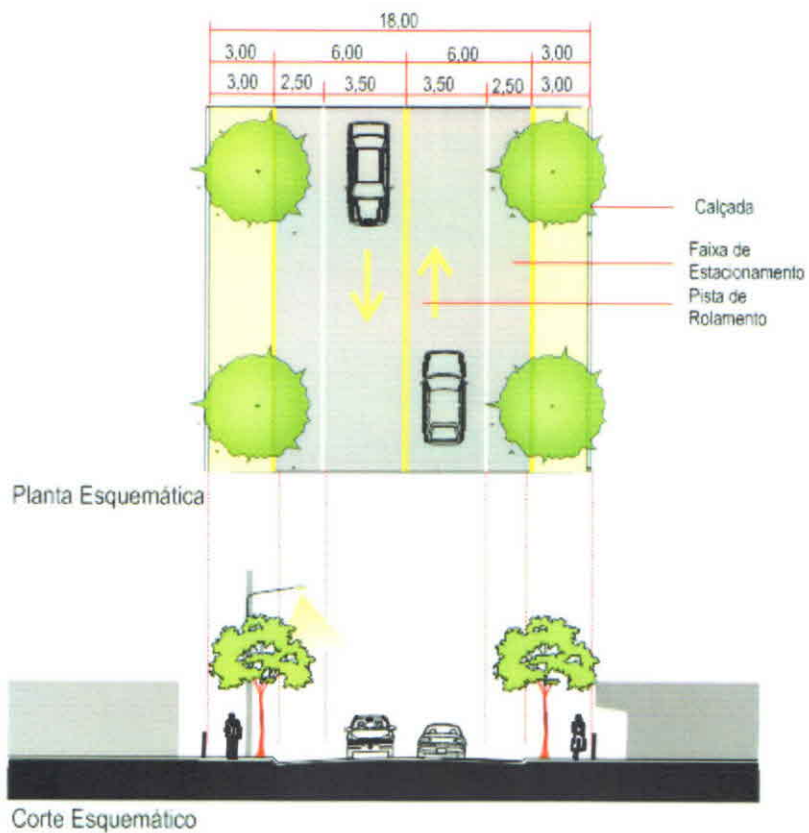 18,00
3,00 6,00 6,00 3,00
3,00 2,50 3,50 3,50 2,50 3,00
Calçada
Faixa de
Estacionamento
Pista de
Rolamento
Planta Esquemática
Corte Esquemático